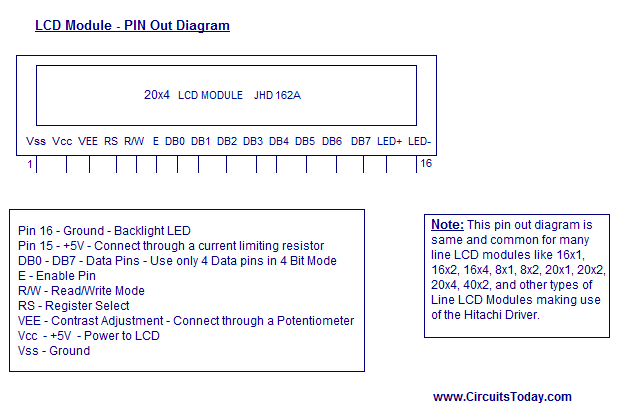 LCD Module - PIN Out Diagram
20x4 LCD MODULE JHD 162A
Vss Vcc VEE RS R/W E DB0 DB1 DB2 DB3 DB4 DB5 DB6 DB7 LED+ LED-
1 16
Pin 16 - Ground - Backlight LED
Pin 15 - +5V - Connect through a current limiting resistor
DB0 - DB7 - Data Pins - Use only 4 Data pins in 4 Bit Mode
E - Enable Pin
R/W - Read/Write Mode
RS - Register Select
VEE - Contrast Adjustment - Connect through a Potentiometer
Vcc - +5V - Power to LCD
Vss - Ground
Note: This pin out diagram is
same and common for many
line LCD modules like 16x1,
16x2, 16x4, 8x1, 8x2, 20x1, 20x2,
20x4, 40x2, and other types of
Line LCD Modules making use
of the Hitachi Driver.
www.CircuitsToday.com